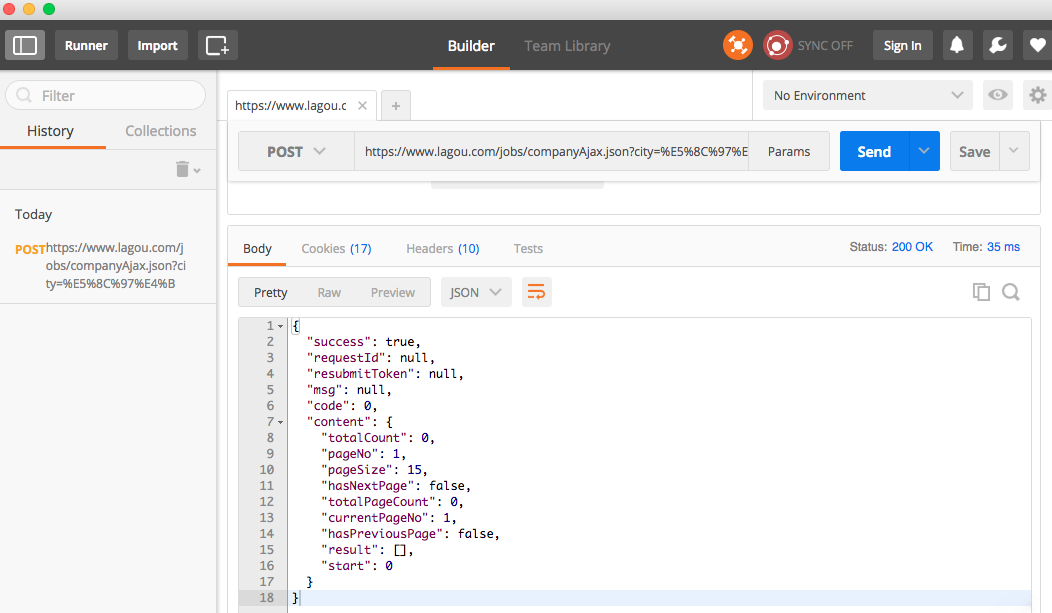 Runner
Import
Builder
Team Library
SYNC OFF
Sign In
Filter
History
Collections
Today
POST https://www.lagou.com/j
obs/companyAjax.json?ci
ty=%E5%8C%97%E4%B
https://www.lagou.c
No Environment
POST
https://www.lagou.com/jobs/companyAjax.json?city=%E5%8C%97%E
Params
Send
Save
Body
Cookies (17)
Headers (10)
Tests
Status: 200 OK
Time: 35 ms
Pretty
Raw
Preview
JSON
1 {
2 "success": true,
3 "requestId": null,
4 "resubmitToken": null,
5 "msg": null,
6 "code": 0,
7 "content": {
8 "totalCount": 0,
9 "pageNo": 1,
10 "pageSize": 15,
11 "hasNextPage": false,
12 "totalPageCount": 0,
13 "currentPageNo": 1,
14 "hasPreviousPage": false,
15 "result": [],
16 "start": 0
17 }
18 }